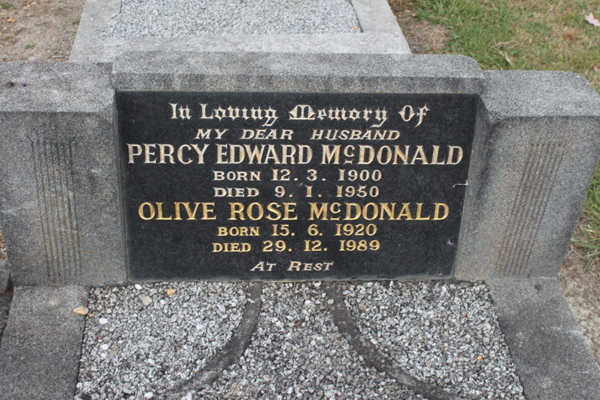 In Loving Memory Of
MY DEAR HUSBAND
PERCY EDWARD McDONALD
BORN 12. 3. 1900
DIED 9. 1. 1950
OLIVE ROSE McDONALD
BORN 15. 6. 1920
DIED 29. 12. 1989
AT REST